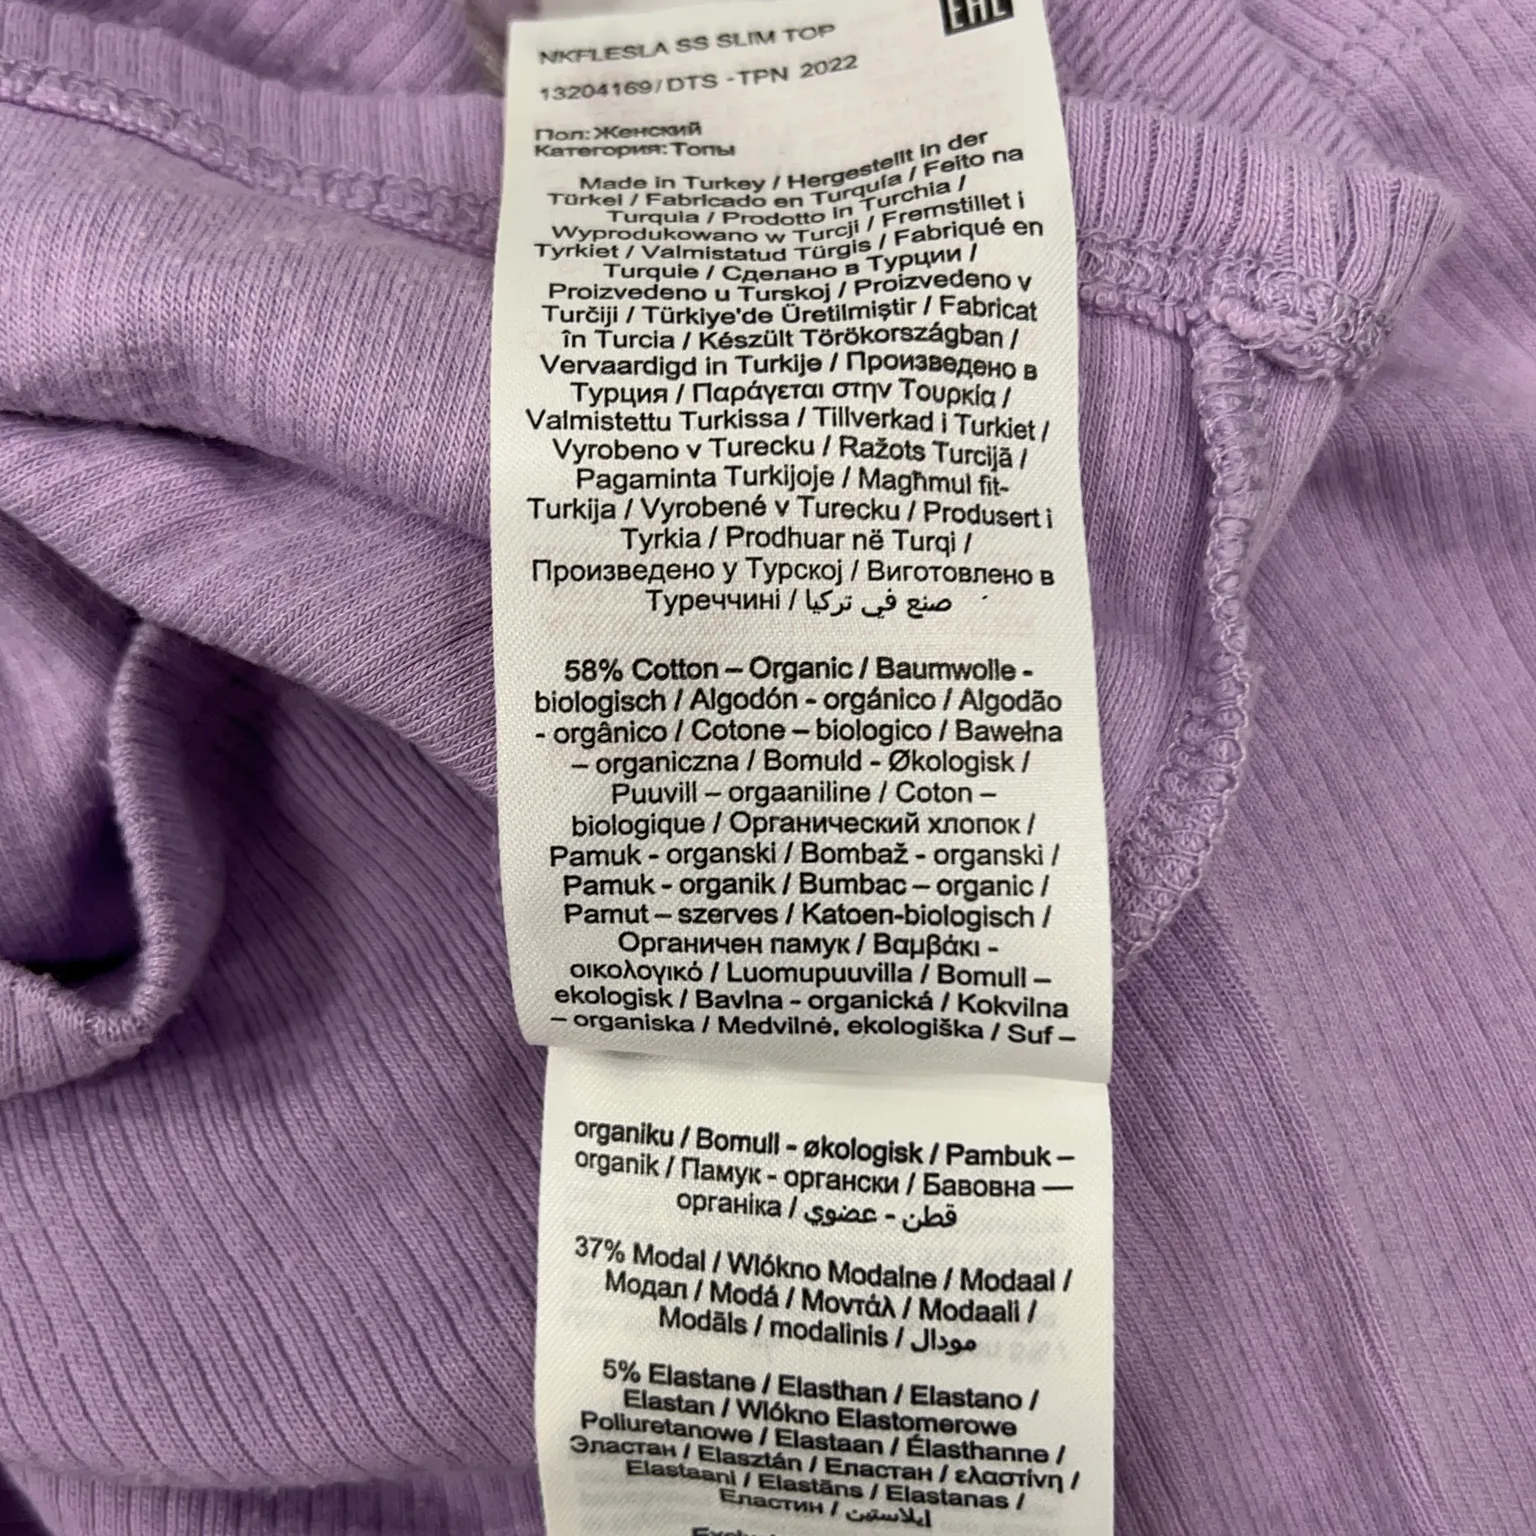 EAC
NKFLESLA SS SLIM TOP
13204169/DTS -TPN 2022
Пол: Женский
Категория: Топы
Made in Turkey / Hergestellt in der
Türkei / Fabricado en Turquía / Feito na
Turquia / Prodotto in Turchia /
Wyprodukowano w Turcji / Fremstillet i
Tyrkiet / Valmistatud Türgis / Fabriqué en
Turquie / Сделано в Турции /
Proizvedeno u Turskoj / Proizvedeno v
Turčiji / Türkiye'de Üretilmiştir / Fabricat
în Turcia / Készült Törökországban /
Vervaardigd in Turkije / Произведено в
Турция / Παράγεται στην Τουρκία /
Valmistettu Turkissa / Tillverkad i Turkiet /
Vyrobeno v Turecku / Ražots Turcijā /
Pagaminta Turkijoje / Magħmul fit-
Turkija / Vyrobené v Turecku / Produsert i
Tyrkia / Prodhuar në Turqi /
Произведено у Турској / Виготовлено в
Туреччині / صنع في تركيا
58% Cotton – Organic / Baumwolle -
biologisch / Algodón - orgánico / Algodão
- orgânico / Cotone – biologico / Bawełna
– organiczna / Bomuld - Økologisk /
Puuvill – orgaaniline / Coton –
biologique / Органический хлопок /
Pamuk - organski / Bombaž - organski /
Pamuk - organik / Bumbac – organic /
Pamut – szerves / Katoen-biologisch /
Органичен памук / Βαμβάκι -
οικολογικό / Luomupuuvilla / Bomull –
ekologisk / Bavlna - organická / Kokvilna
– organiska / Medvilnė, ekologiška / Suf –
organiku / Bomull - økologisk / Pambuk –
organik / Памук - органски / Бавовна —
органіка / قطن - عضوي
37% Modal / Wlókno Modalne / Modaal /
Модал / Modá / Μοντάλ / Modaali /
Modāls / modalinis / مودال
5% Elastane / Elasthan / Elastano /
Elastan / Wlókno Elastomerowe
Poliuretanowe / Elastaan / Élasthanne /
Эластан / Elasztán / Еластан / ελαστίνη /
Elastaani / Elastāns / Elastanas /
Еластин / ايلاستين